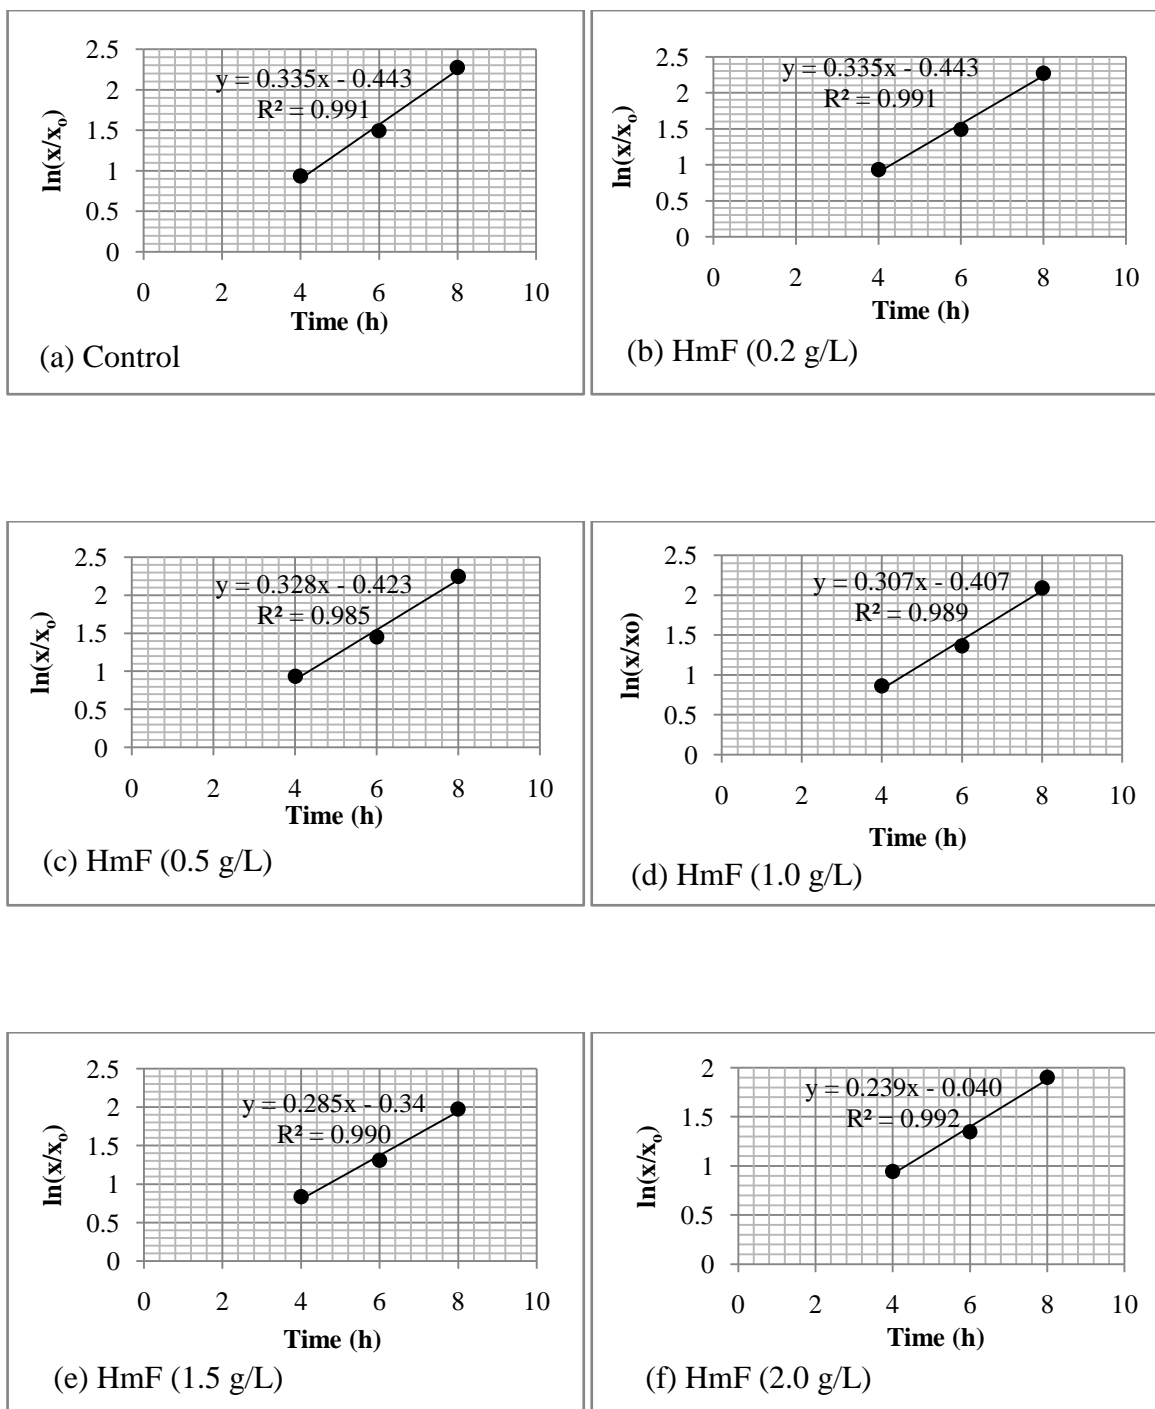 2.5
2
1.5
1
0.5
0
y = 0.335x - 0.443
R² = 0.991
ln(x/xₒ)
0 2 4 6 8 10
Time (h)
(a) Control
2.5
2
1.5
1
0.5
0
y = 0.335x - 0.443
R² = 0.991
ln(x/xₒ)
0 2 4 6 8 10
Time (h)
(b) HmF (0.2 g/L)
2.5
2
1.5
1
0.5
0
y = 0.328x - 0.423
R² = 0.985
ln(x/xₒ)
0 2 4 6 8 10
Time (h)
(c) HmF (0.5 g/L)
2.5
2
1.5
1
0.5
0
y = 0.307x - 0.407
R² = 0.989
ln(x/xo)
0 2 4 6 8 10
Time (h)
(d) HmF (1.0 g/L)
2.5
2
1.5
1
0.5
0
y = 0.285x - 0.34
R² = 0.990
ln(x/xₒ)
0 2 4 6 8 10
Time (h)
(e) HmF (1.5 g/L)
2
1.5
1
0.5
0
y = 0.239x - 0.040
R² = 0.992
ln(x/xₒ)
0 2 4 6 8 10
Time (h)
(f) HmF (2.0 g/L)